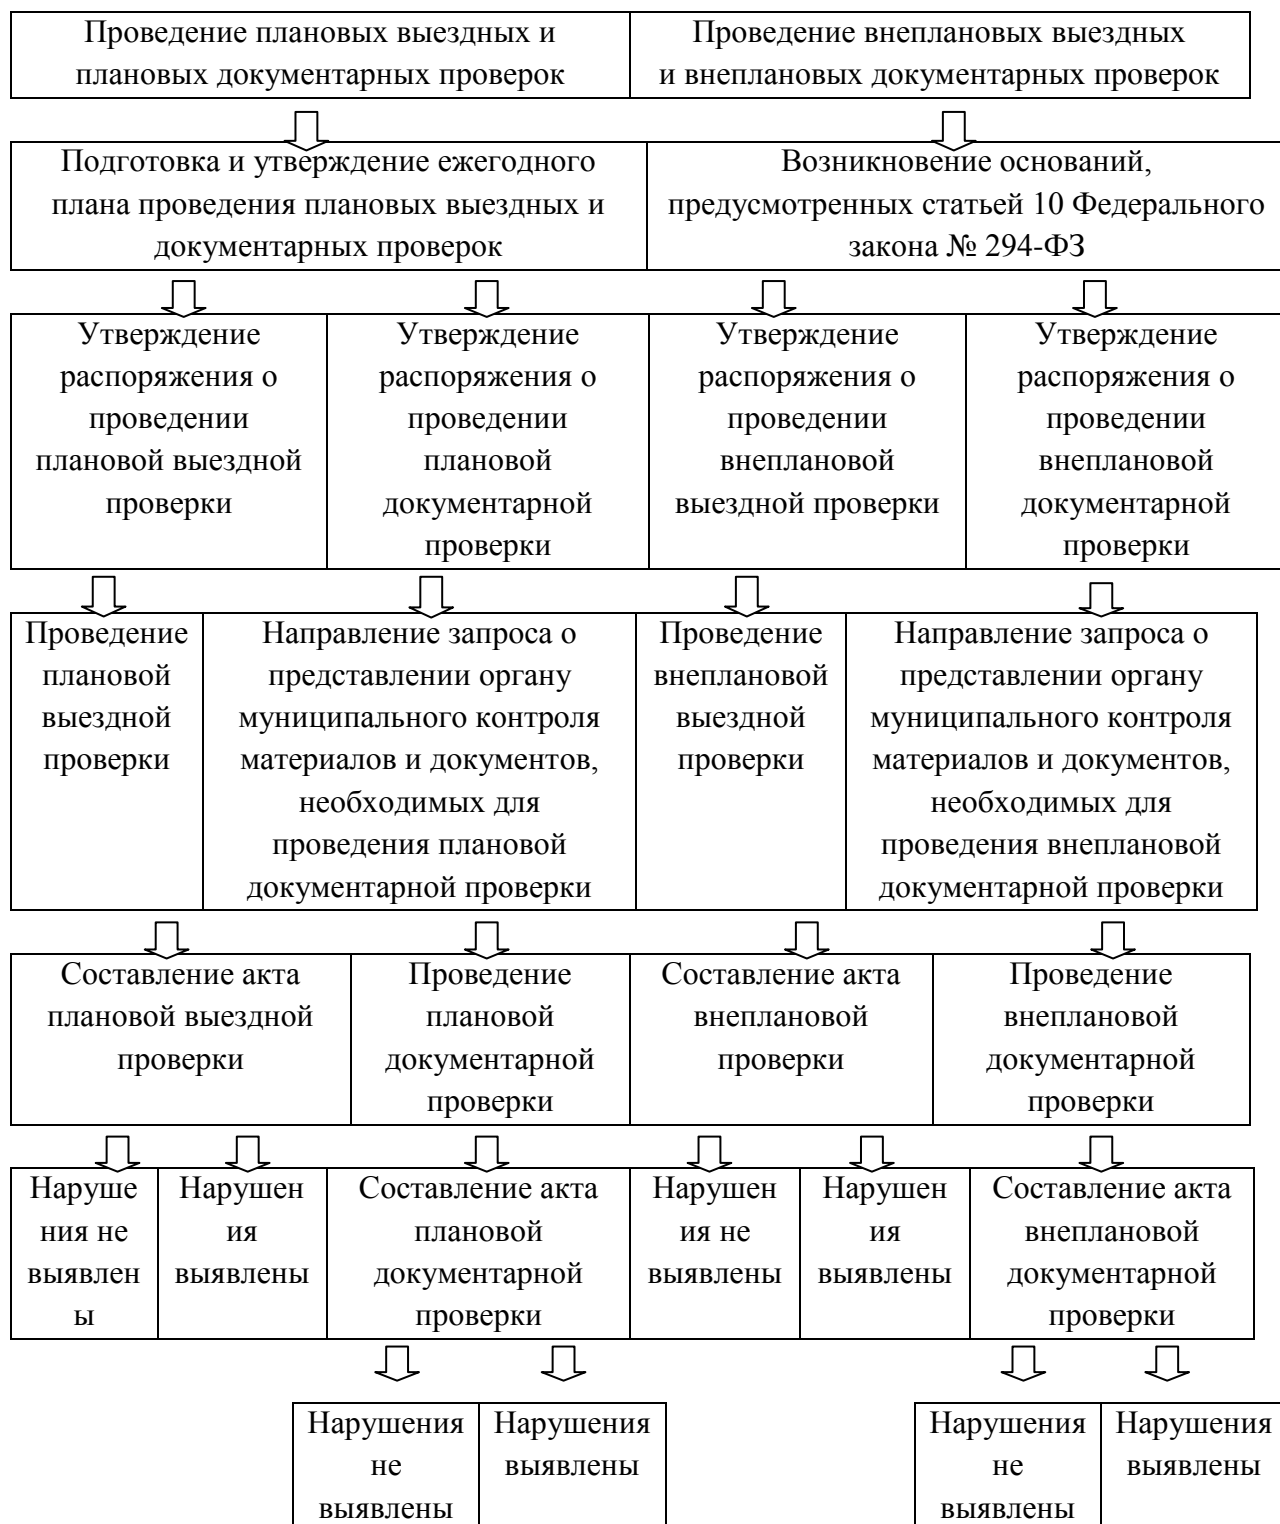 Проведение плановых выездных и
плановых документарных проверок
Проведение внеплановых выездных
и внеплановых документарных проверок
Подготовка и утверждение ежегодного
плана проведения плановых выездных и
документарных проверок
Возникновение оснований,
предусмотренных статьей 10 Федерального
закона № 294-ФЗ
Утверждение
распоряжения о
проведении
плановой выездной
проверки
Утверждение
распоряжения о
проведении
плановой
документарной
проверки
Утверждение
распоряжения о
проведении
внеплановой
выездной проверки
Утверждение
распоряжения о
проведении
внеплановой
документарной
проверки
Проведение
плановой
выездной
проверки
Направление запроса о
представлении органу
муниципального контроля
материалов и документов,
необходимых для
проведения плановой
документарной проверки
Проведение
внеплановой
выездной
проверки
Направление запроса о
представлении органу
муниципального контроля
материалов и документов,
необходимых для
проведения внеплановой
документарной проверки
Составление акта
плановой выездной
проверки
Проведение
плановой
документарной
проверки
Составление акта
внеплановой
проверки
Проведение
внеплановой
документарной
проверки
Наруше
ния не
выявлен
ы
Нарушен
ия
выявлены
Составление акта
плановой
документарной
проверки
Нарушен
ия не
выявлены
Нарушен
ия
выявлены
Составление акта
внеплановой
документарной
проверки
Нарушения
не
выявлены
Нарушения
выявлены
Нарушения
не
выявлены
Нарушения
выявлены